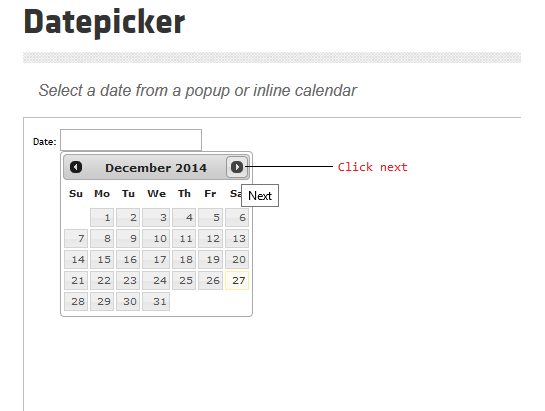 Datepicker
Select a date from a popup or inline calendar
Date:
December 2014
Click next
Su Mo Tu We Th Fr
Next
1 2 3 4 5 6
7 8 9 10 11 12 13
14 15 16 17 18 19 20
21 22 23 24 25 26 27
28 29 30 31